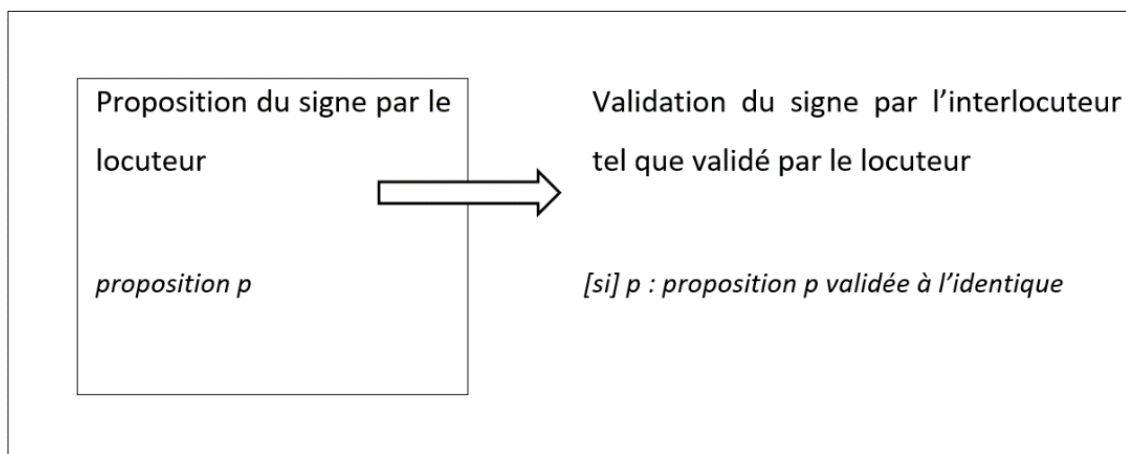 Proposition du signe par le
locuteur
proposition p
Validation du signe par l’interlocuteur
tel que validé par le locuteur
[si] p : proposition p validée à l’identique